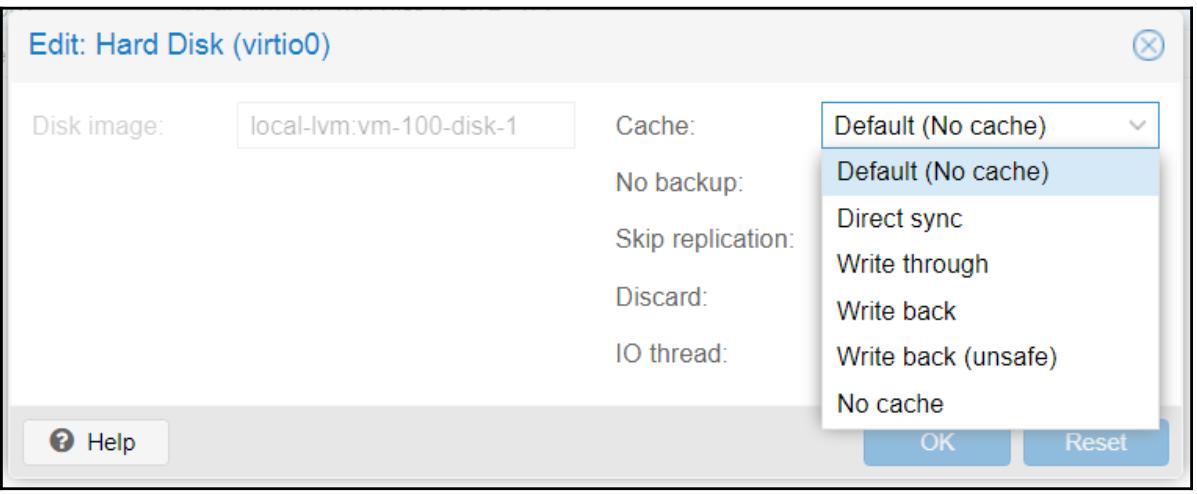 Edit: Hard Disk (virtio0)
Disk image: local-lvm:vm-100-disk-1
Cache: Default (No cache)
No backup:
Skip replication:
Discard:
IO thread:
Default (No cache)
Direct sync
Write through
Write back
Write back (unsafe)
No cache
Help
OK
Reset